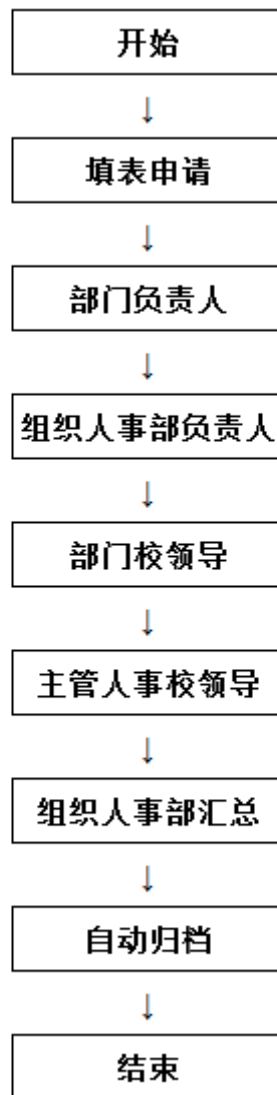 开始
↓
填表申请
↓
部门负责人
↓
组织人事部负责人
↓
部门校领导
↓
主管人事校领导
↓
组织人事部汇总
↓
自动归档
↓
结束